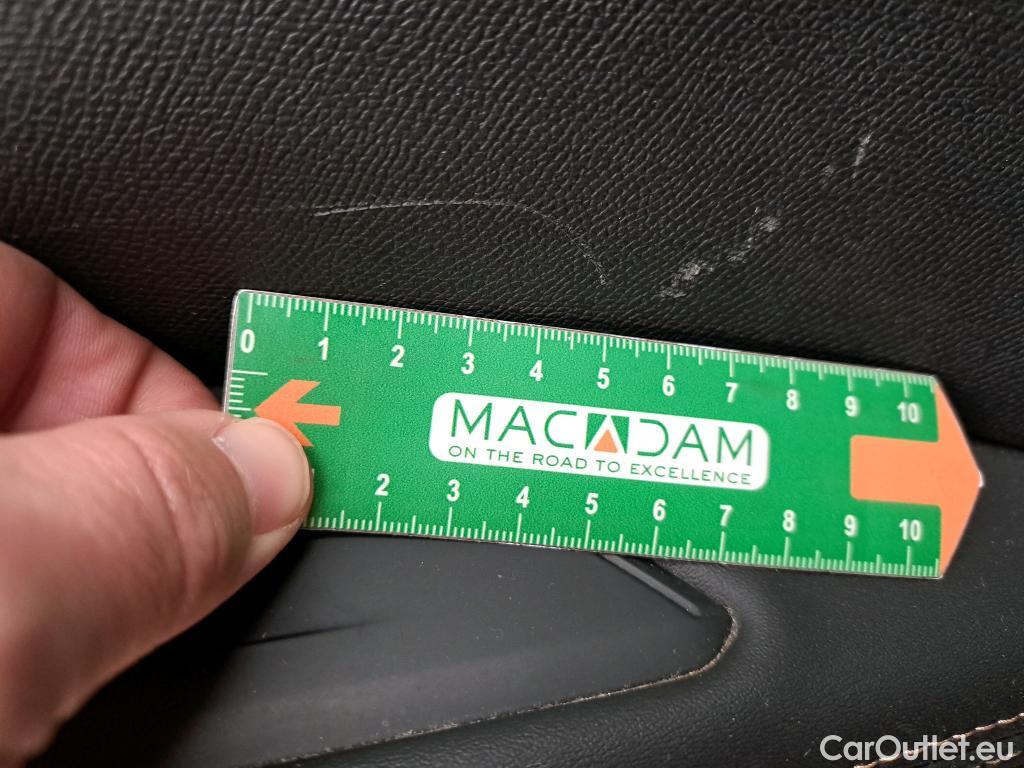 0 1 2 3 4 5 6 7 8 9 10
MACADAM
ON THE ROAD TO EXCELLENCE
2 3 4 5 6 7 8 9 10
CarOutlet.eu